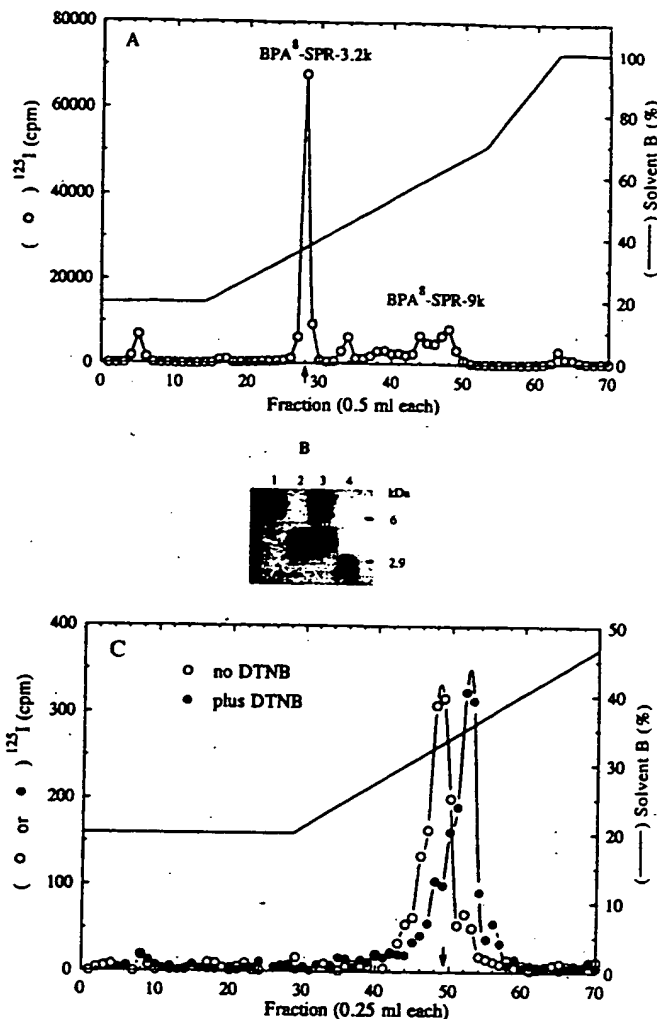 A
BPA⁸-SPR-3.2k
BPA⁸-SPR-9k
80000
60000
40000
20000
0
( o ) ¹²⁵I (cpm)
100
80
60
40
20
0
(——) Solvent B (%)
0 10 20 30 40 50 60 70
Fraction (0.5 ml each)
B
1 2 3 4
kDa
6
2.9
C
o no DTNB
● plus DTNB
400
300
200
100
0
( o or ● ) ¹²⁵I (cpm)
50
40
30
20
10
0
(——) Solvent B (%)
0 10 20 30 40 50 60 70
Fraction (0.25 ml each)